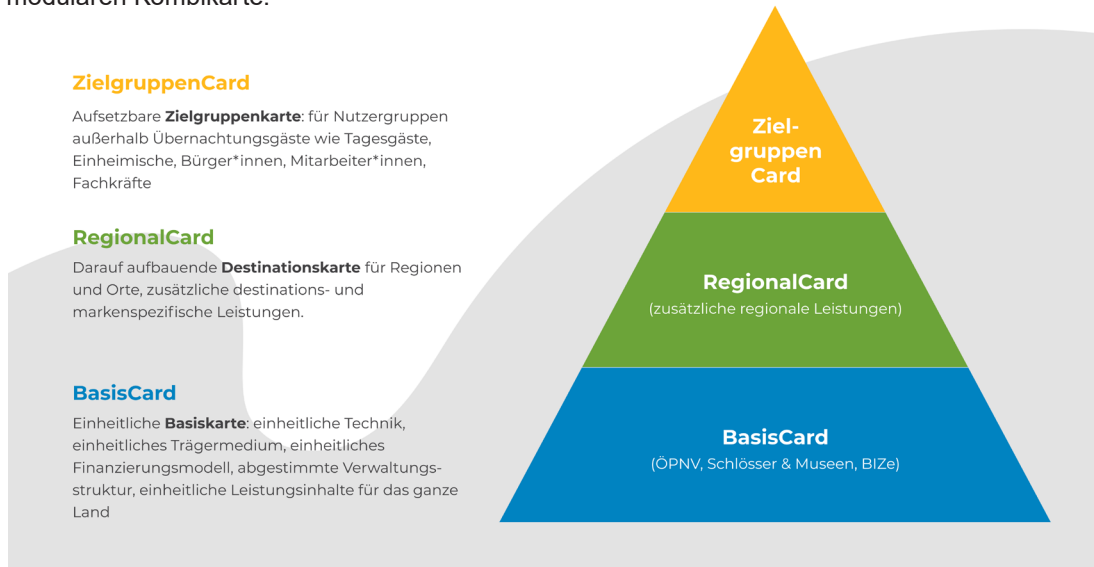 modularen Kombikarte.
ZielgruppenCard
Aufsetzbare Zielgruppenkarte: für Nutzergruppen
außerhalb Übernachtungsgäste wie Tagesgäste,
Einheimische, Bürger*innen, Mitarbeiter*innen,
Fachkräfte
RegionalCard
Darauf aufbauende Destinationskarte für Regionen
und Orte, zusätzliche destinations- und
markenspezifische Leistungen.
BasisCard
Einheitliche Basiskarte: einheitliche Technik,
einheitliches Trägermedium, einheitliches
Finanzierungsmodell, abgestimmte Verwaltungs-
struktur, einheitliche Leistungsinhalte für das ganze
Land
Ziel-
gruppen
Card
RegionalCard
(zusätzliche regionale Leistungen)
BasisCard
(ÖPNV, Schlösser & Museen, BIZe)